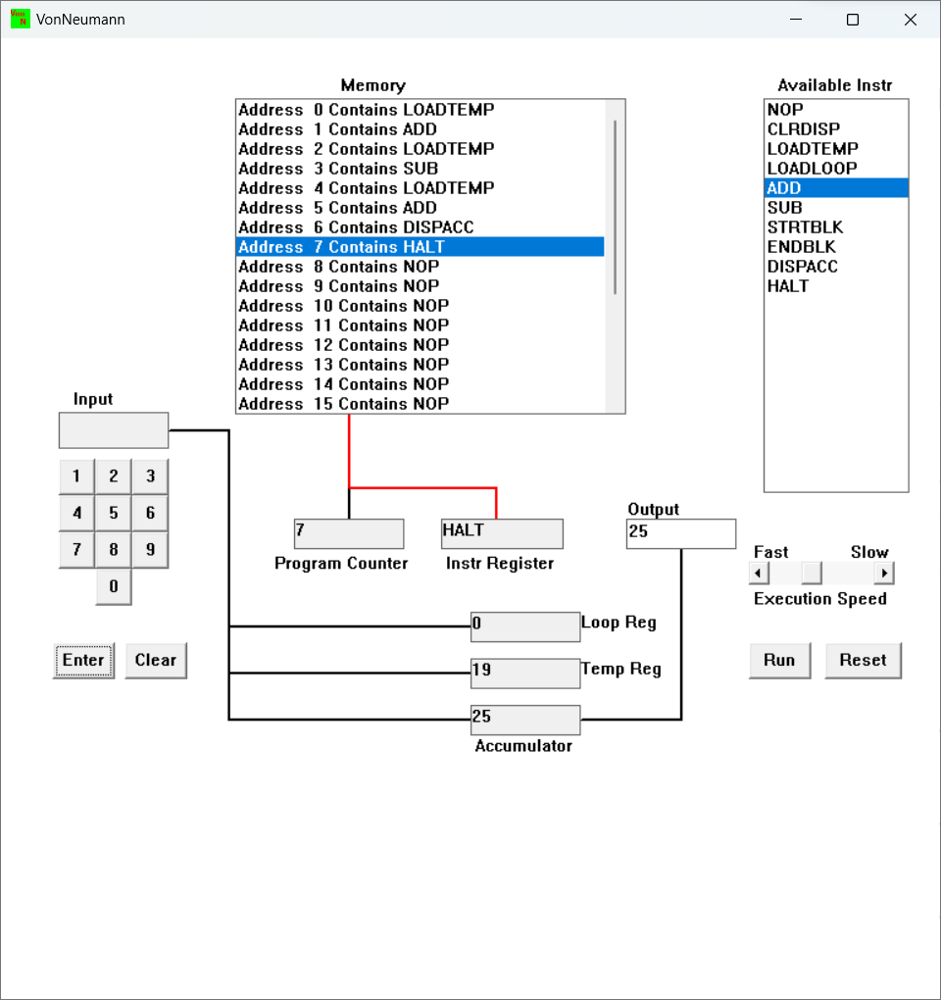 VonNeumann
Memory
Available Instr
Address 0 Contains LOADTEMP
Address 1 Contains ADD
Address 2 Contains LOADTEMP
Address 3 Contains SUB
Address 4 Contains LOADTEMP
Address 5 Contains ADD
Address 6 Contains DISPACC
Address 7 Contains HALT
Address 8 Contains NOP
Address 9 Contains NOP
Address 10 Contains NOP
Address 11 Contains NOP
Address 12 Contains NOP
Address 13 Contains NOP
Address 14 Contains NOP
Address 15 Contains NOP
NOP
CLRDISP
LOADTEMP
LOADLOOP
ADD
SUB
STRTBLK
ENDBLK
DISPACC
HALT
Input
1 2 3
4 5 6
7 8 9
0
Enter Clear
7
Program Counter
HALT
Instr Register
Output
25
Fast Slow
Execution Speed
0 Loop Reg
19 Temp Reg
25
Accumulator
Run Reset